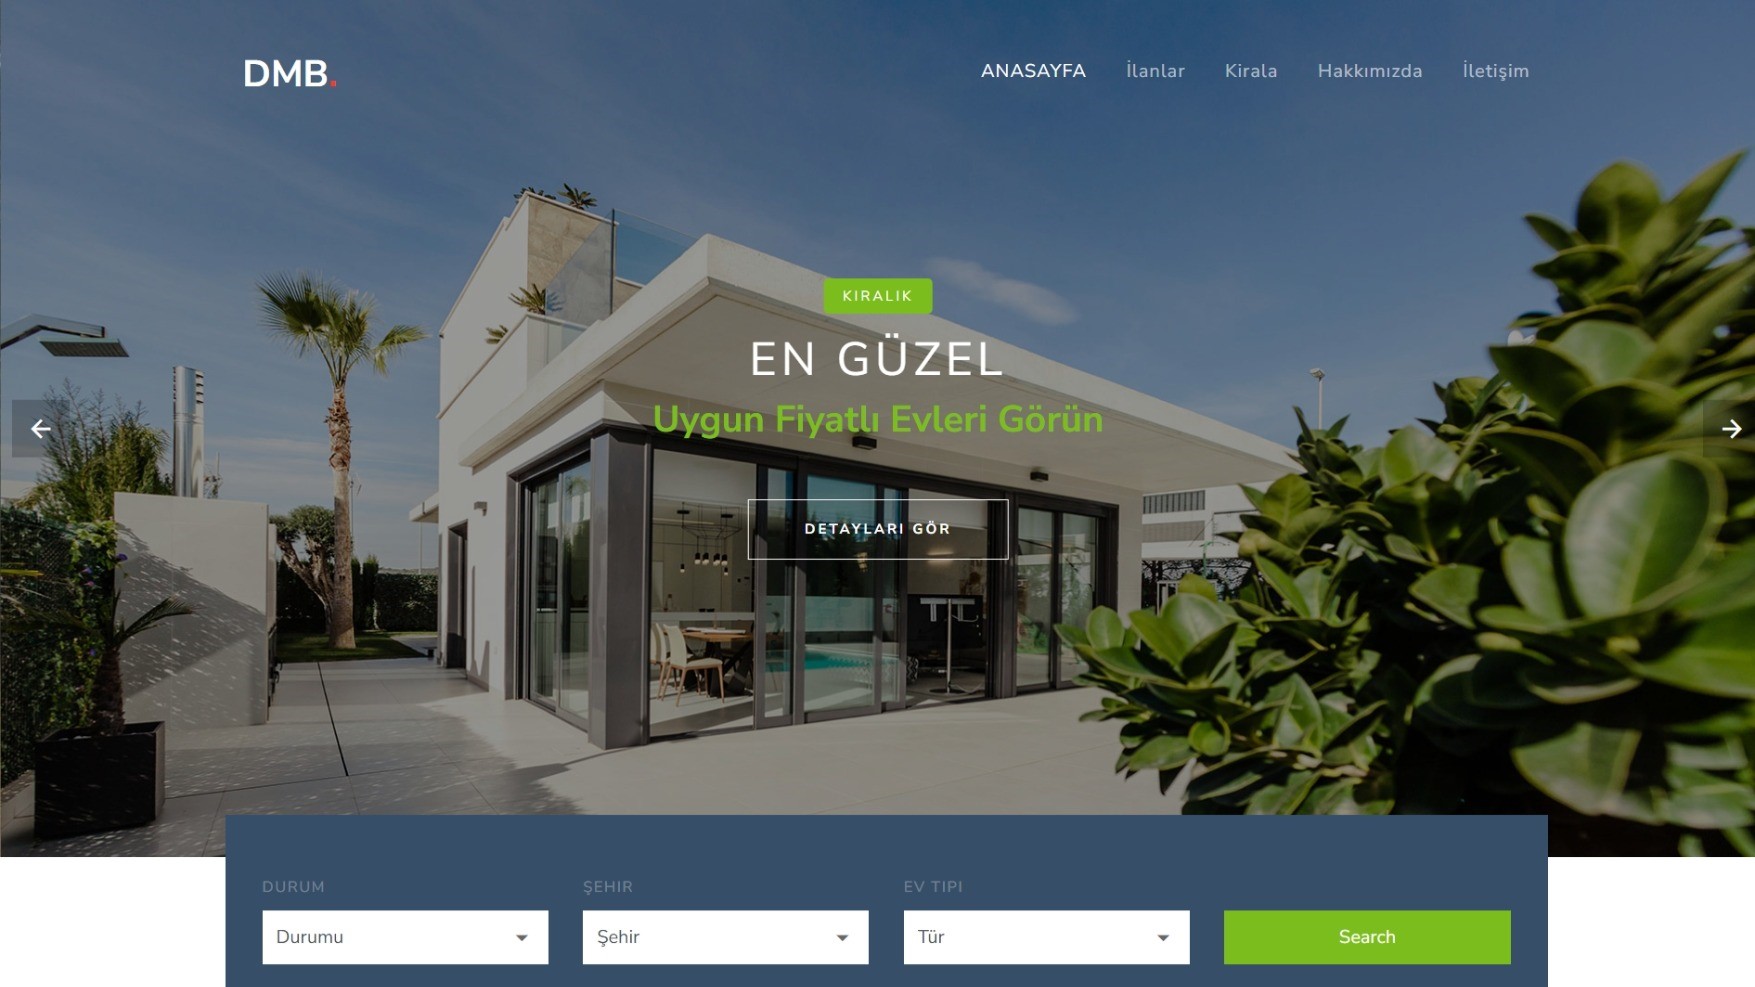 DMB.
ANASAYFA İlanlar Kirala Hakkımızda İletişim
KIRALIK
EN GÜZEL
Uygun Fiyatlı Evleri Görün
DETAYLARI GÖR
DURUM ŞEHIR EV TIPI
Durumu Şehir Tür Search